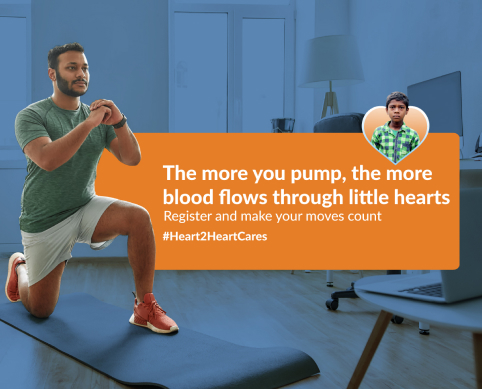 The more you pump, the more
blood flows through little hearts
Register and make your moves count
#Heart2HeartCares